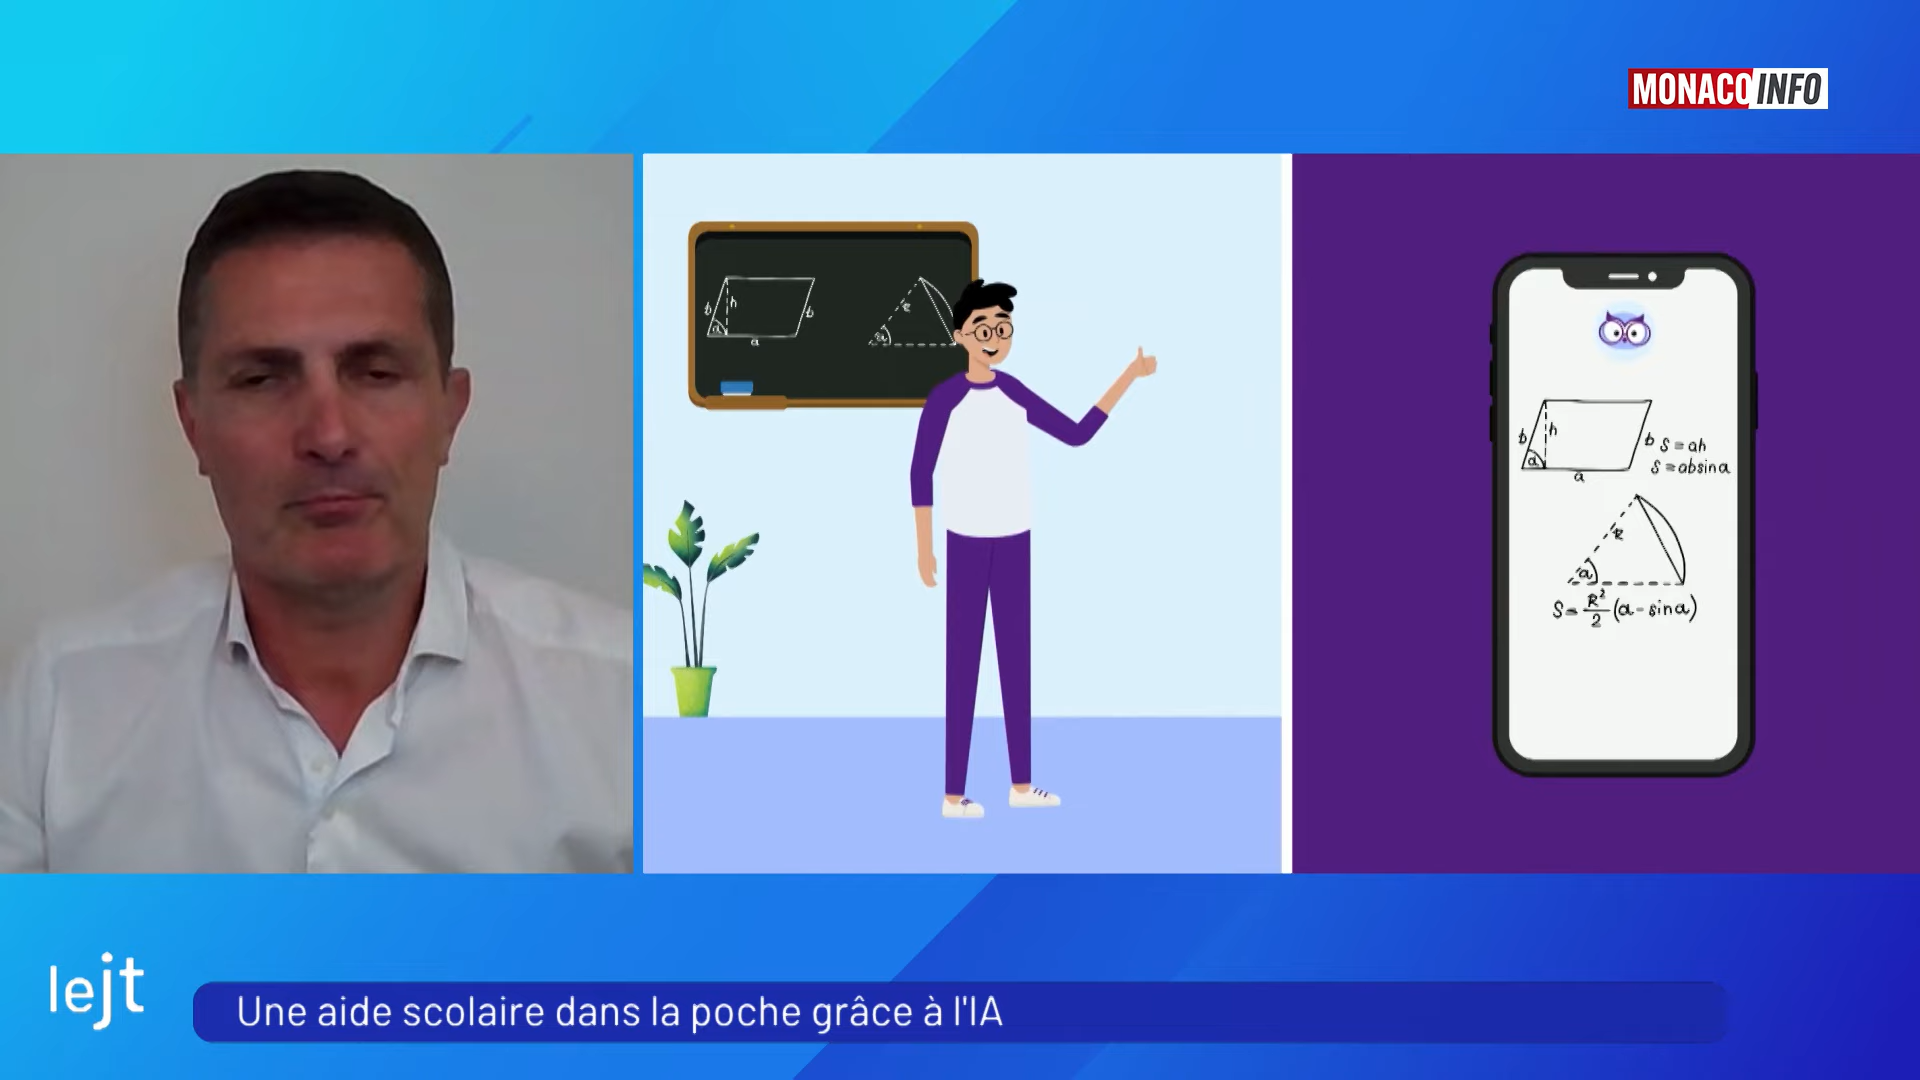 MONACO INFO
b h b
a
a
R
a
b h
b S = ah
a
S = absina
a
R
a
S = R²/2 (a - sina)
lejt
Une aide scolaire dans la poche grâce à l'IA